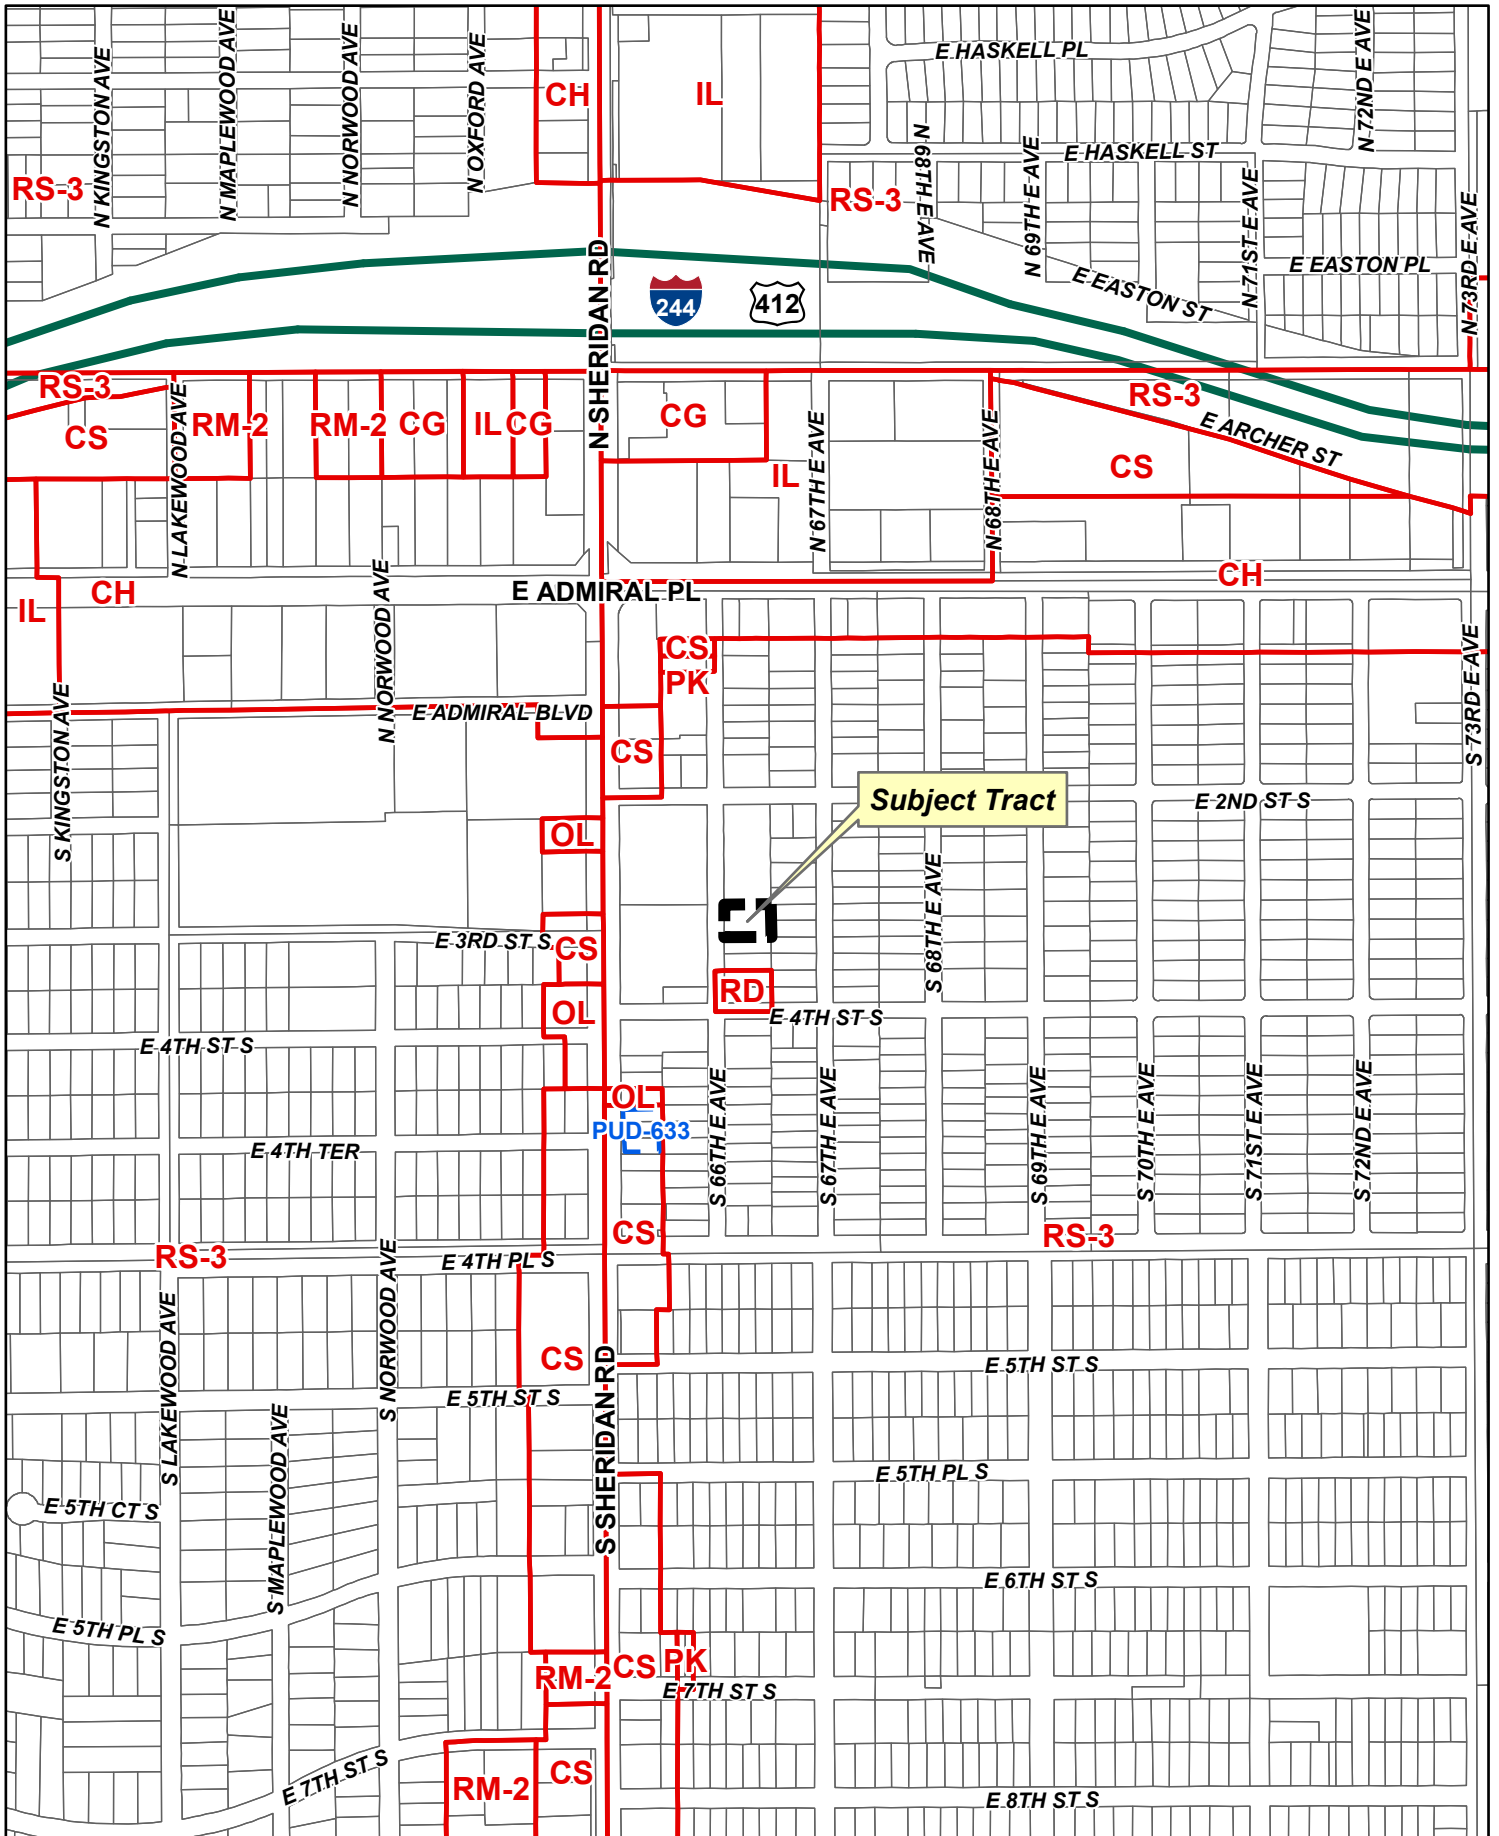 N KINGSTON AVE
N MAPLEWOOD AVE
N NORWOOD AVE
N OXFORD AVE
CH
IL
E HASKELL PL
N 72ND E AVE
RS-3
RS-3
N 68TH E AVE
N 69TH E AVE
E HASKELL ST
N 71ST E AVE
N 73RD E AVE
E EASTON PL
E EASTON ST
N SHERIDAN RD
244
412
RS-3
CS
N LAKEWOOD AVE
RM-2
RM-2
CG
IL
CG
CG
IL
N 67TH E AVE
N 68TH E AVE
RS-3
E ARCHER ST
CS
CH
IL
CH
N NORWOOD AVE
E ADMIRAL PL
CS
PK
E ADMIRAL BLVD
CS
S KINGSTON AVE
S 73RD E AVE
Subject Tract
E 2ND ST S
OL
S 68TH E AVE
E 3RD ST S
CS
OL
RD
E 4TH ST S
E 4TH ST S
OL
PUD-633
S 66TH E AVE
S 67TH E AVE
S 69TH E AVE
S 70TH E AVE
S 71ST E AVE
S 72ND E AVE
E 4TH TER
CS
RS-3
RS-3
E 4TH PL S
S LAKEWOOD AVE
S NORWOOD AVE
CS
S SHERIDAN RD
E 5TH ST S
E 5TH ST S
S MAPLEWOOD AVE
E 5TH PL S
E 5TH CT S
E 6TH ST S
E 5TH PL S
RM-2
CS
PK
E 7TH ST S
E 7TH ST S
RM-2
CS
E 8TH ST S